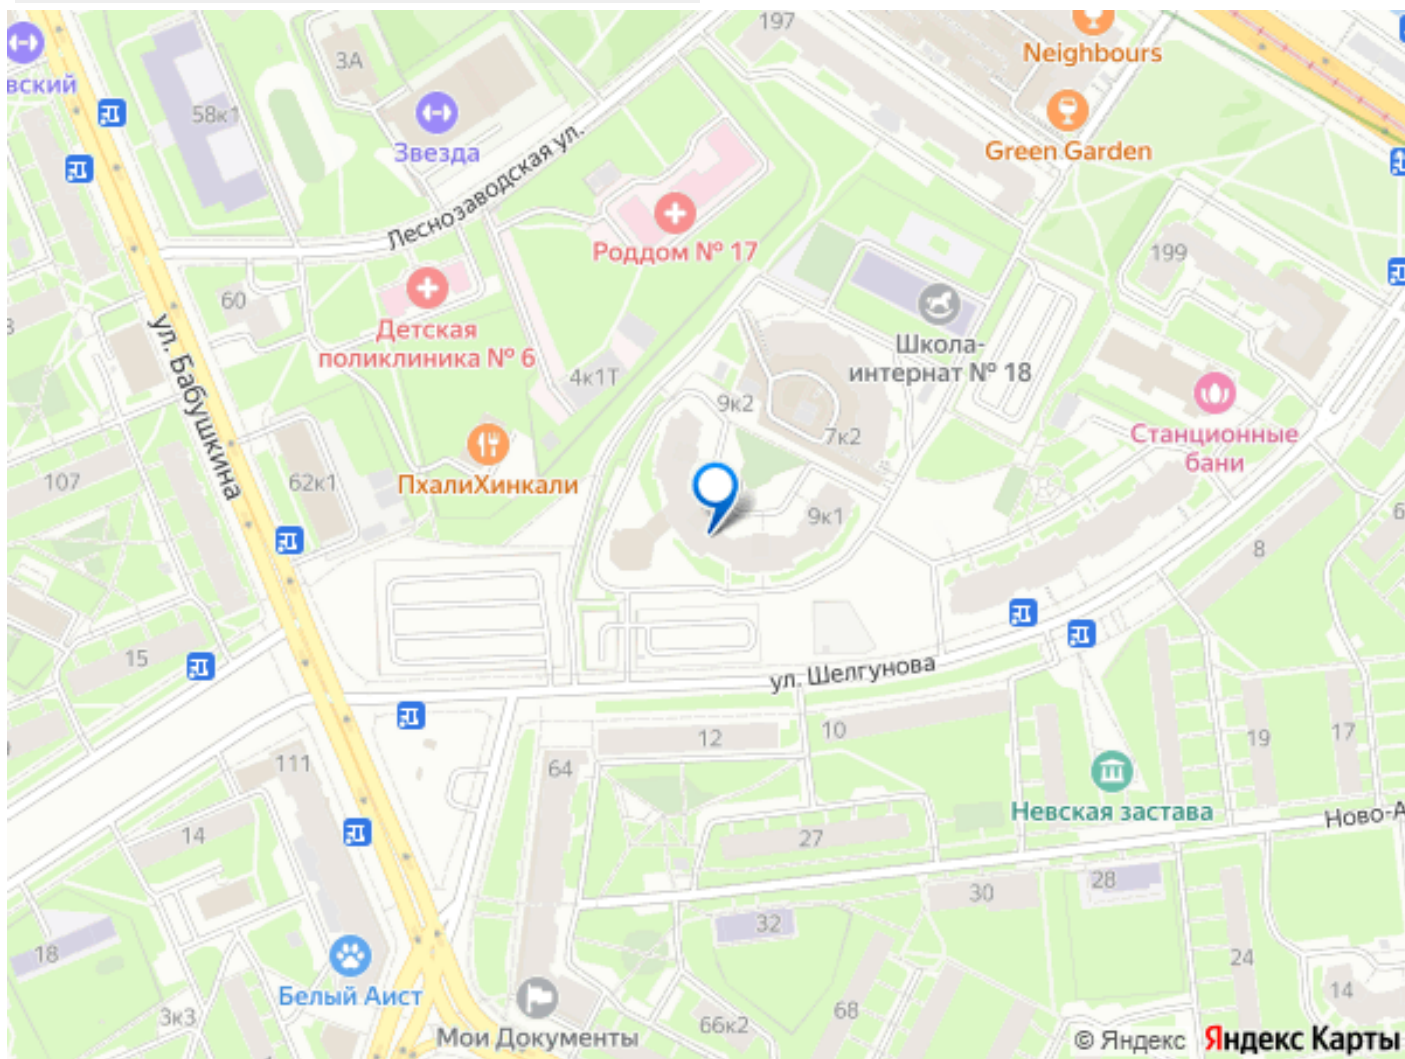 197
Neighbours
3А
вский
58к1
Звезда
Green Garden
Леснозаводская ул.
Роддом № 17
199
60
Детская
поликлиника № 6
Школа-
интернат № 18
4к1Т
9к2
7к2
ул. Бабушкина
Станционные
бани
107
62к1
ПхалиХинкали
9к1
8
15
ул. Шелгунова
12
10
111
64
19
17
Невская застава
Ново-А
14
27
28
30
32
18
24
Белый Аист
14
3к3
Мои Документы
66к2
68
© Яндекс Яндекс Карты